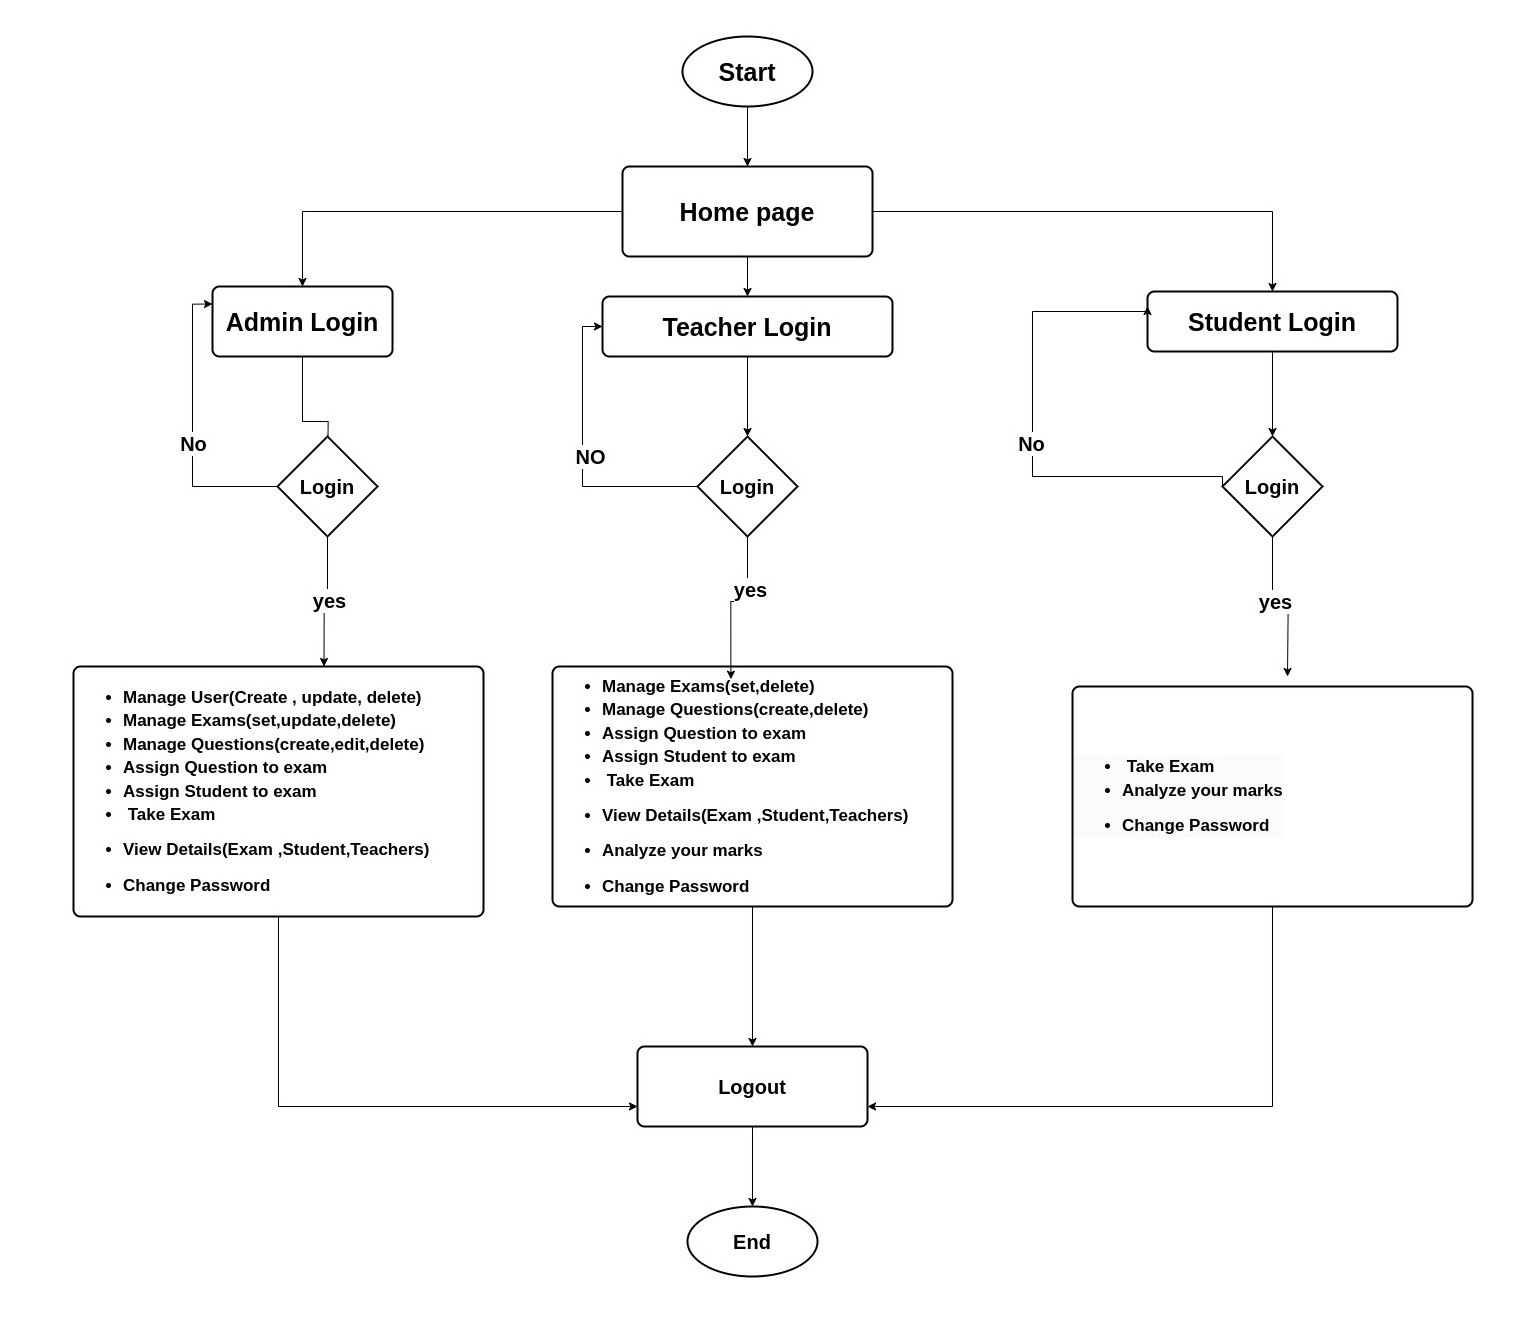 Start
Home page
Admin Login
Teacher Login
Student Login
No
NO
No
Login
Login
Login
yes
yes
yes
• Manage User(Create , update, delete)
• Manage Exams(set,update,delete)
• Manage Questions(create,edit,delete)
• Assign Question to exam
• Assign Student to exam
• Take Exam
• View Details(Exam ,Student,Teachers)
• Change Password
• Manage Exams(set,delete)
• Manage Questions(create,delete)
• Assign Question to exam
• Assign Student to exam
• Take Exam
• View Details(Exam ,Student,Teachers)
• Analyze your marks
• Change Password
• Take Exam
• Analyze your marks
• Change Password
Logout
End